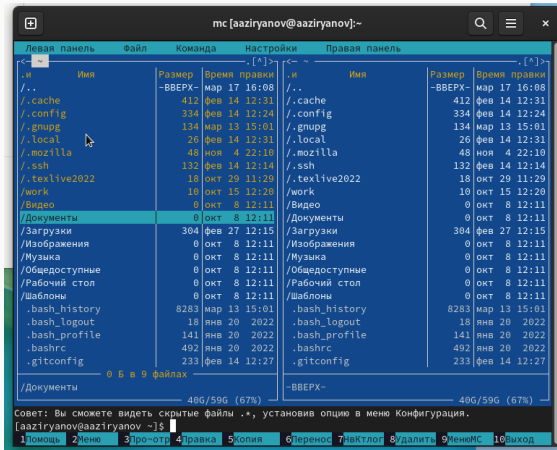 mc [aaziryanov@aaziryanov]:~
Левая панель Файл Команда Настройки Правая панель
<- ~ .[^]> <- ~ .[^]>
.и Имя Размер Время правки .и Имя Размер Время правки
/.. -ВВЕРХ- мар 17 16:08 /.. -ВВЕРХ- мар 17 16:08
/.cache 412 фев 14 12:31 /.cache 412 фев 14 12:31
/.config 334 фев 14 12:24 /.config 334 фев 14 12:24
/.gnupg 134 мар 13 15:01 /.gnupg 134 мар 13 15:01
/.local 26 фев 14 12:31 /.local 26 фев 14 12:31
/.mozilla 48 ноя 4 22:10 /.mozilla 48 ноя 4 22:10
/.ssh 132 фев 14 12:14 /.ssh 132 фев 14 12:14
/.texlive2022 18 окт 29 11:29 /.texlive2022 18 окт 29 11:29
/work 10 окт 15 12:20 /work 10 окт 15 12:20
/Видео 0 окт 8 12:11 /Видео 0 окт 8 12:11
/Документы 0 окт 8 12:11 /Документы 0 окт 8 12:11
/Загрузки 304 фев 27 12:15 /Загрузки 304 фев 27 12:15
/Изображения 0 окт 8 12:11 /Изображения 0 окт 8 12:11
/Музыка 0 окт 8 12:11 /Музыка 0 окт 8 12:11
/Общедоступные 0 окт 8 12:11 /Общедоступные 0 окт 8 12:11
/Рабочий стол 0 окт 8 12:11 /Рабочий стол 0 окт 8 12:11
/Шаблоны 0 окт 8 12:11 /Шаблоны 0 окт 8 12:11
.bash_history 8283 мар 13 15:01 .bash_history 8283 мар 13 15:01
.bash_logout 18 янв 20 2022 .bash_logout 18 янв 20 2022
.bash_profile 141 янв 20 2022 .bash_profile 141 янв 20 2022
.bashrc 492 янв 20 2022 .bashrc 492 янв 20 2022
.gitconfig 233 фев 14 12:27 .gitconfig 233 фев 14 12:27
0 Б в 9 файлах
/Документы -ВВЕРХ-
40G/59G (67%) 40G/59G (67%)
Совет: Вы сможете видеть скрытые файлы .*, установив опцию в меню Конфигурация.
[aaziryanov@aaziryanov ~]$
1Помощь 2Меню 3Про~отр 4Правка 5Копия 6Перенос 7НвКтлог 8Удалить 9МенюМС 10Выход